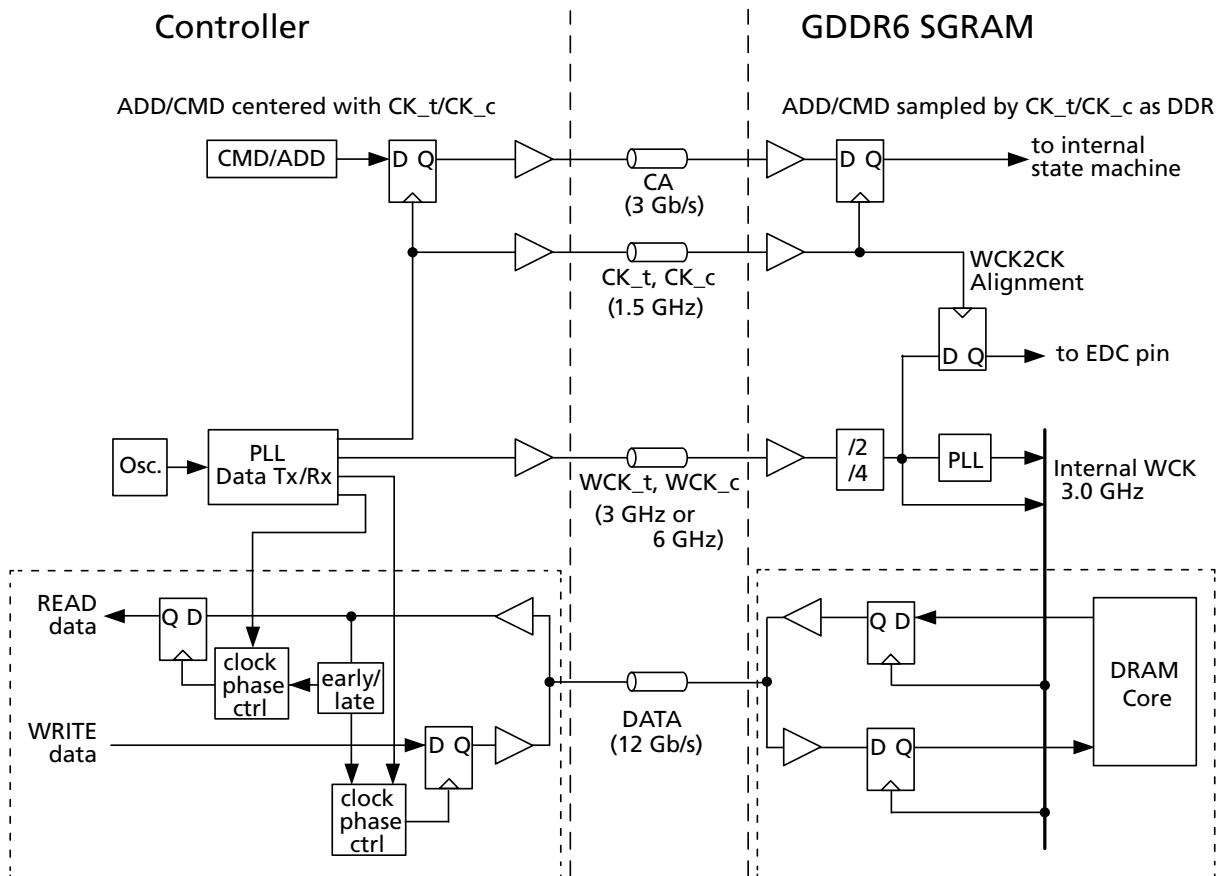 Controller
GDDR6 SGRAM
ADD/CMD centered with CK_t/CK_c
ADD/CMD sampled by CK_t/CK_c as DDR
CMD/ADD
D Q
D Q
to internal
state machine
CA
(3 Gb/s)
CK_t, CK_c
(1.5 GHz)
WCK2CK
Alignment
D Q
to EDC pin
Osc.
PLL
Data Tx/Rx
WCK_t, WCK_c
(3 GHz or
6 GHz)
/2
/4
PLL
Internal WCK
3.0 GHz
READ
data
Q D
clock
phase
ctrl
early/
late
Q D
DRAM
Core
DATA
(12 Gb/s)
WRITE
data
D Q
D Q
clock
phase
ctrl